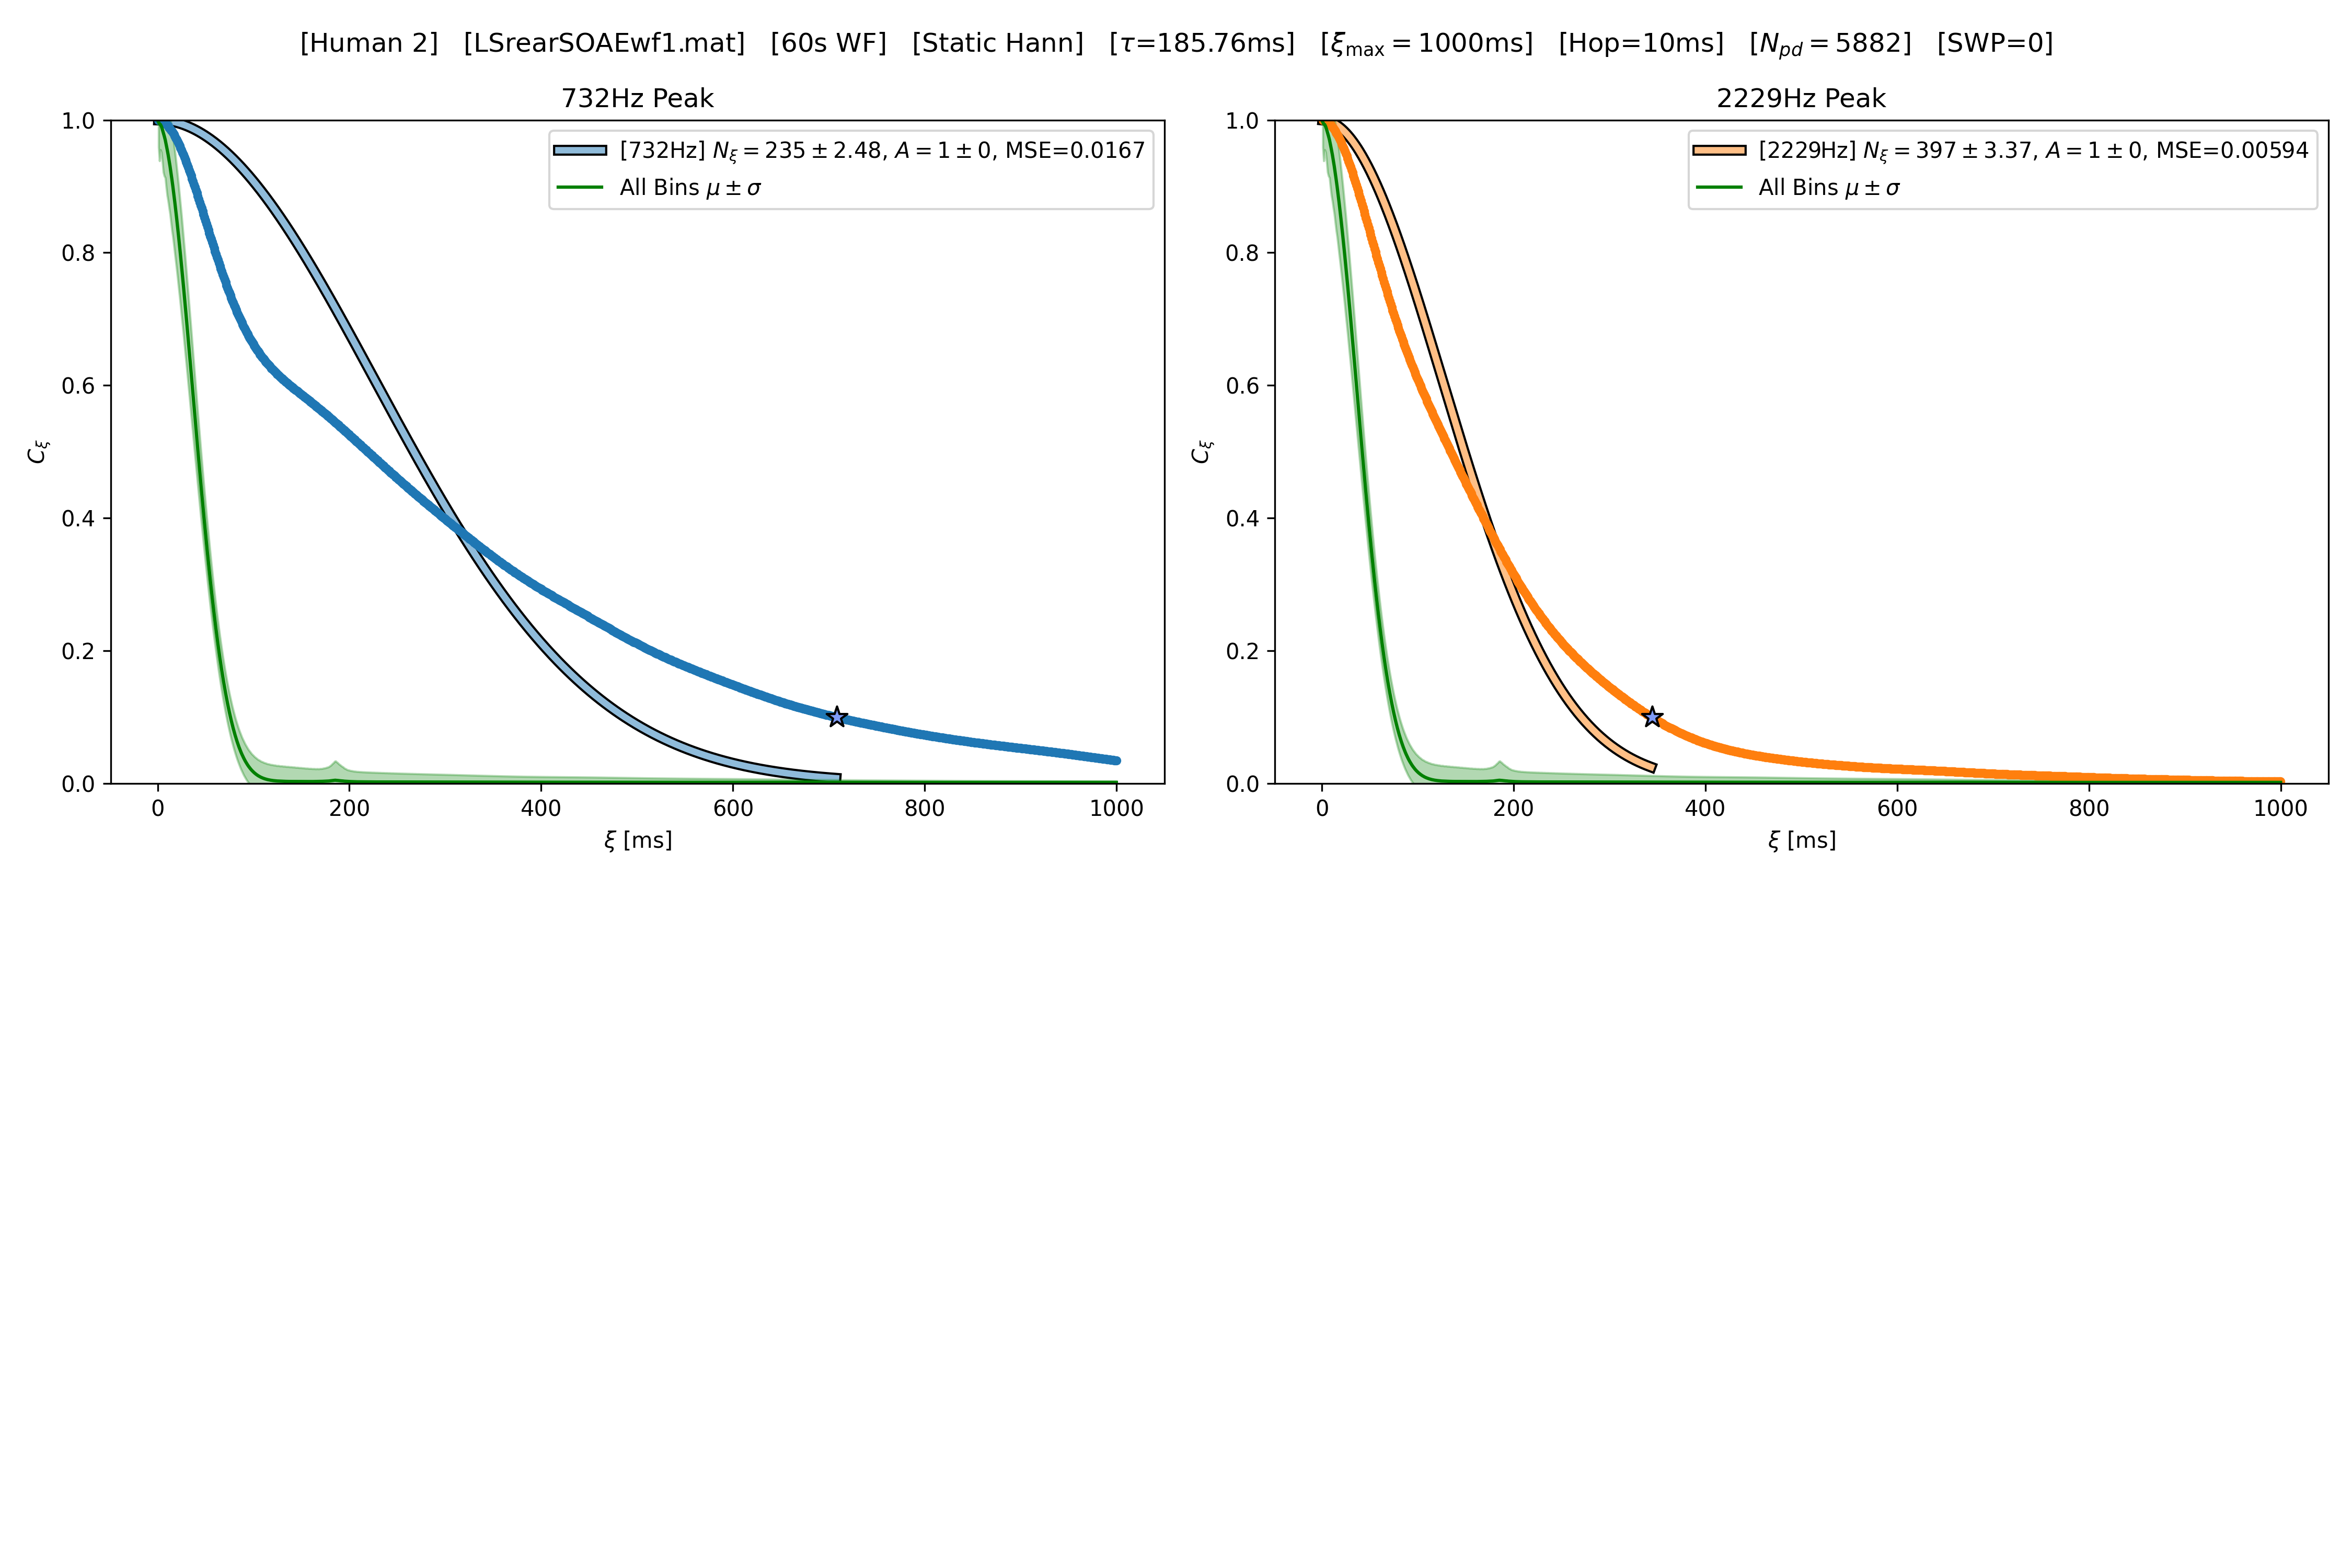 [Human 2] [LSrearSOAEwf1.mat] [60s WF] [Static Hann] [τ=185.76ms] [ξmax = 1000ms] [Hop=10ms] [Npd = 5882] [SWP=0]
732Hz Peak
1.0
0.8
0.6
0.4
0.2
0.0
Cξ
[732Hz] Nξ = 235 ± 2.48, A = 1 ± 0, MSE=0.0167
All Bins μ ± σ
0 200 400 600 800 1000
ξ [ms]
2229Hz Peak
1.0
0.8
0.6
0.4
0.2
0.0
Cξ
[2229Hz] Nξ = 397 ± 3.37, A = 1 ± 0, MSE=0.00594
All Bins μ ± σ
0 200 400 600 800 1000
ξ [ms]